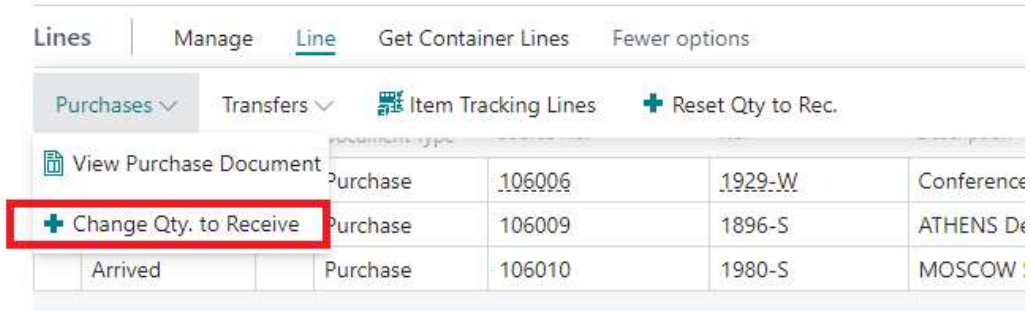 Lines Manage Line Get Container Lines Fewer options
Purchases Transfers Item Tracking Lines Reset Qty to Rec.
View Purchase Document
Purchase 106006 1929-W Conference
Change Qty. to Receive Purchase 106009 1896-S ATHENS De
Arrived Purchase 106010 1980-S MOSCOW